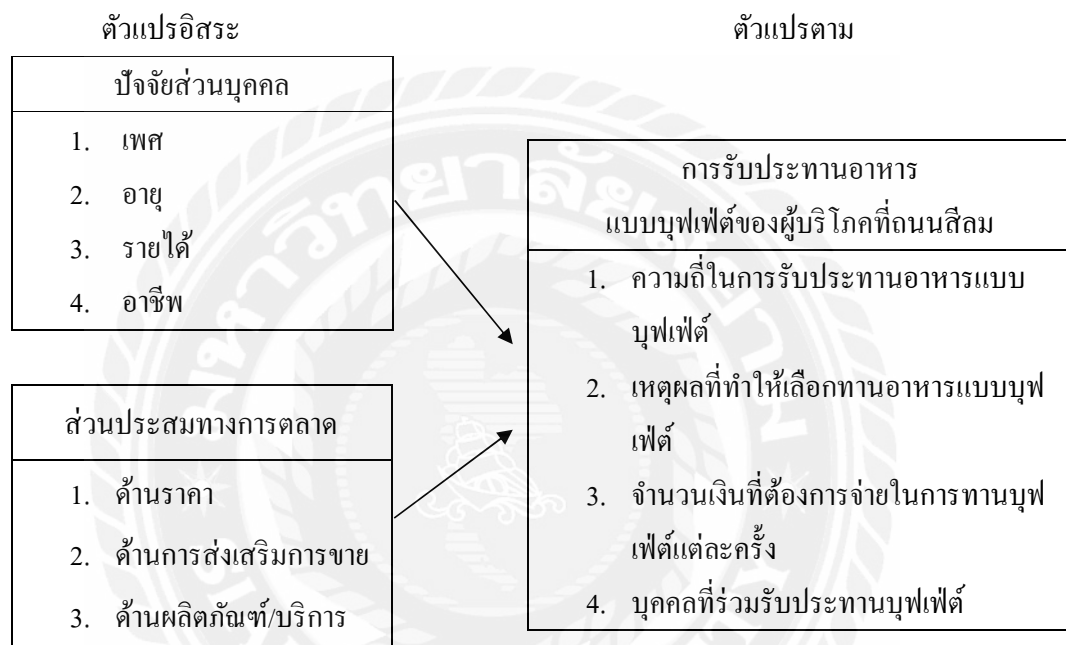 ตัวแปรอิสระ
ตัวแปรตาม
ปัจจัยส่วนบุคคล
1. เพศ
2. อายุ
3. รายได้
4. อาชีพ
ส่วนประสมทางการตลาด
1. ด้านราคา
2. ด้านการส่งเสริมการขาย
3. ด้านผลิตภัณฑ์/บริการ
การรับประทานอาหาร
แบบบุฟเฟ่ต์ของผู้บริโภคที่ถนนสีลม
1. ความถี่ในการรับประทานอาหารแบบ
บุฟเฟ่ต์
2. เหตุผลที่ทำให้เลือกทานอาหารแบบบุฟ
เฟ่ต์
3. จำนวนเงินที่ต้องการจ่ายในการทานบุฟ
เฟ่ต์แต่ละครั้ง
4. บุคคลที่ร่วมรับประทานบุฟเฟ่ต์